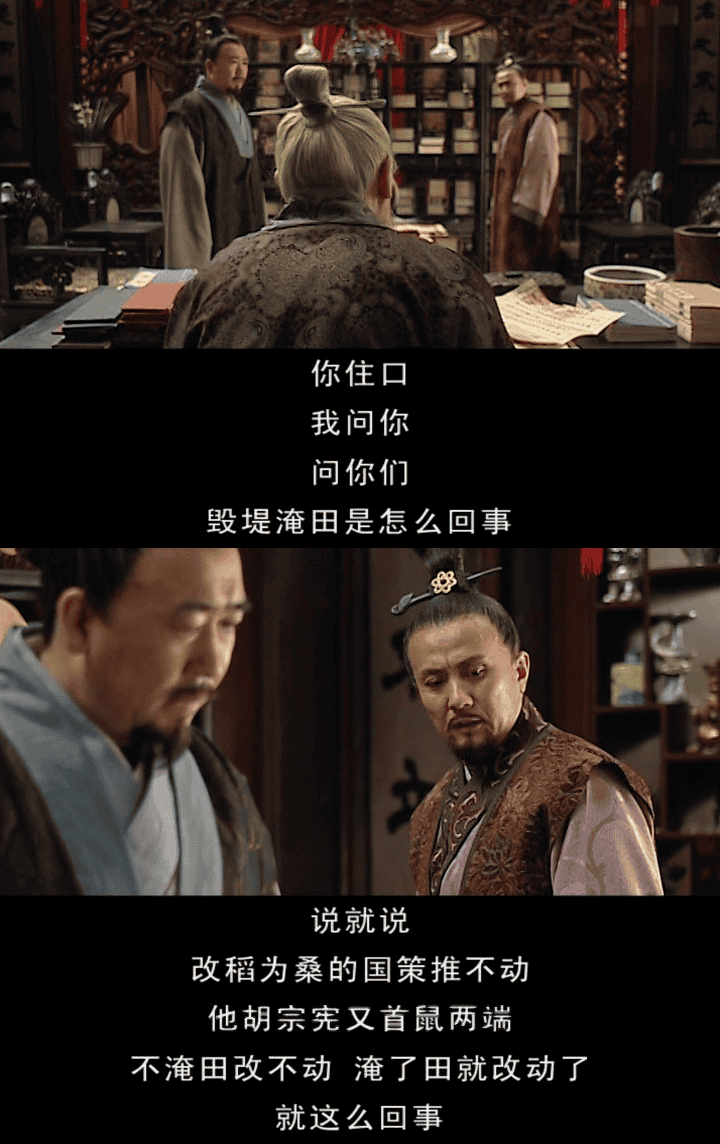 你住口
我问你
问你们
毁堤淹田是怎么回事
说就说
改稻为桑的国策推不动
他胡宗宪又首鼠两端
不淹田改不动 淹了田就改动了
就这么回事